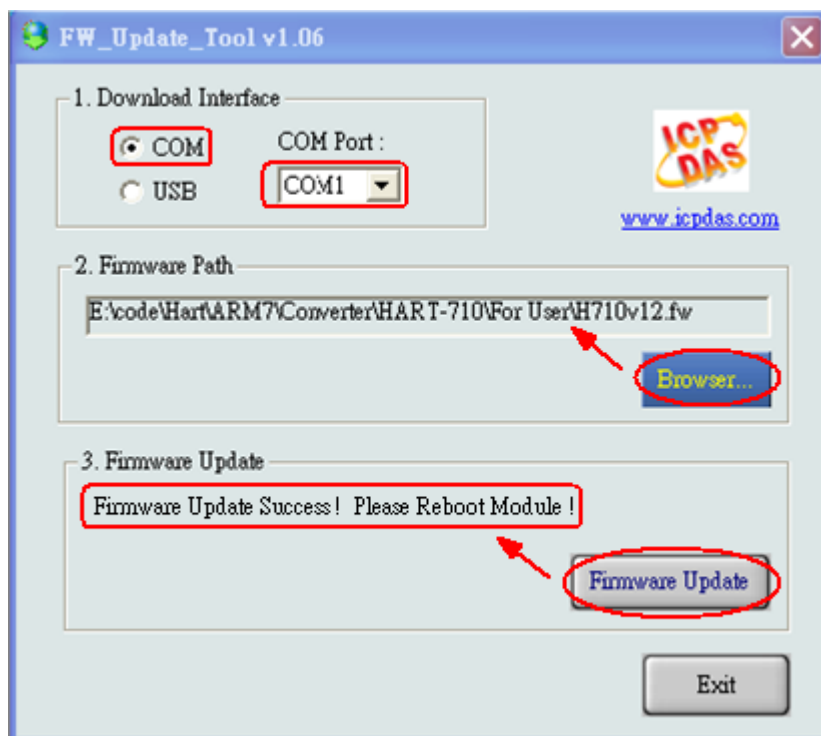 FW_Update_Tool v1.06
1. Download Interface
COM
COM Port :
USB
COM1
ICP
DAS
www.icpdas.com
2. Firmware Path
E:\code\Hart\ARM7\Converter\HART-710\For User\H710v12.fw
Browser...
3. Firmware Update
Firmware Update Success! Please Reboot Module !
Firmware Update
Exit